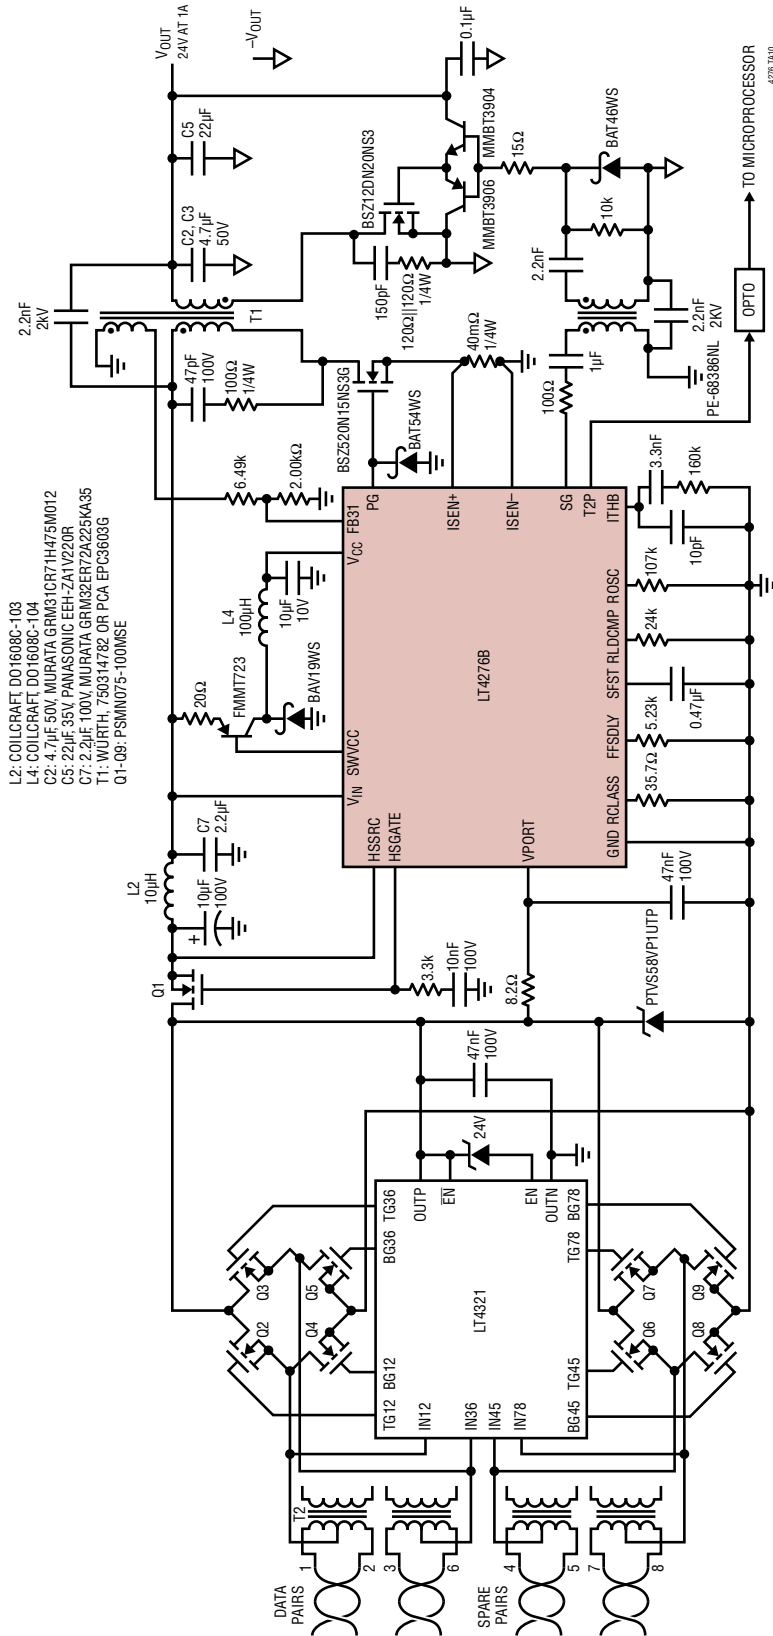 L2: COILCRAFT, DO1608C-103
L4: COILCRAFT, DO1608C-104
C2: 4.7µF, 50V, MURATA GRM31CR71H475M012
C5: 22µF, 35V, PANASONIC EEH-ZA1V220R
C7: 2.2µF, 100V, MURATA GRM32ER72A225KA35
T1: WÜRTH, 750314782 OR PCA EPC3603G
Q1-Q9: PSMN075-100MSE
DATA
PAIRS
1
2
3
6
T2
SPARE
PAIRS
4
5
7
8
Q2
Q3
Q4
Q5
TG12
BG12
BG36
TG36
IN12
IN36
IN45
IN78
LT4321
OUTP
EN
EN
OUTN
BG45
TG45
TG78
BG78
Q6
Q7
Q8
Q9
24V
47nF
100V
Q1
3.3k
10nF
100V
8.2Ω
PTVS58VP1UTP
47nF
100V
+
10µF
100V
L2
10µH
C7
2.2µF
20Ω
FMMT723
BAV19WS
L4
100µH
10µF
10V
6.49k
2.00kΩ
HSSRC
HSGATE
VIN
SWVCC
VCC
FB31
VPORT
LT4276B
PG
ISEN+
ISEN–
SG
T2P
GND
RCLASS
FFSDLY
SFST
RLDCMP
ROSC
ITHB
35.7Ω
5.23k
0.47µF
24k
107k
10pF
3.3nF
160k
47pF
100V
100Ω
1/4W
2.2nF
2kV
T1
BSZ520N15NS3G
BAT54WS
40mΩ
1/4W
100Ω
1µF
PE-68386NL
2.2nF
2KV
OPTO
TO MICROPROCESSOR
C2, C3
4.7µF
50V
C5
22µF
VOUT
24V AT 1A
–VOUT
150pF
120Ω||120Ω
1/4W
BSZ12DN20NS3
MMBT3906
MMBT3904
0.1µF
15Ω
2.2nF
10k
BAT46WS
4276 TA10